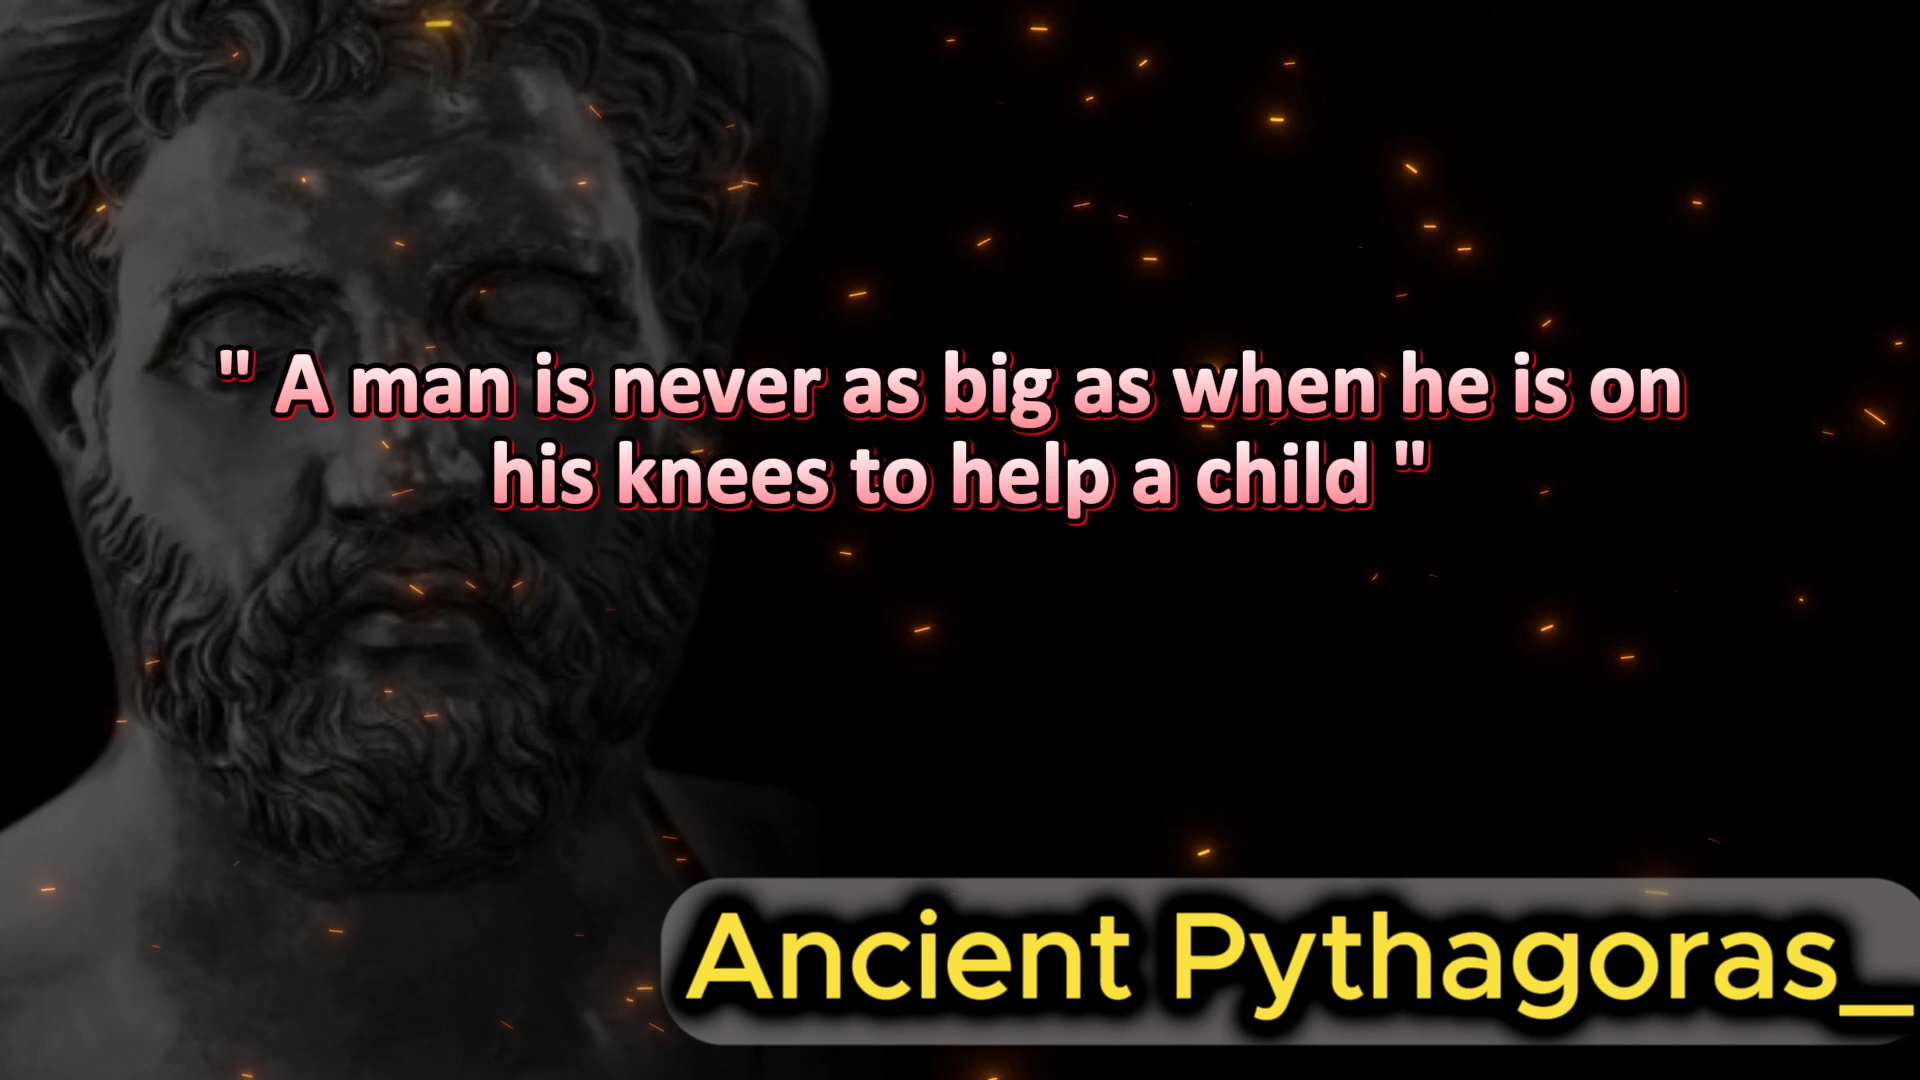 " A man is never as big as when he is on
his knees to help a child "
Ancient Pythagoras_